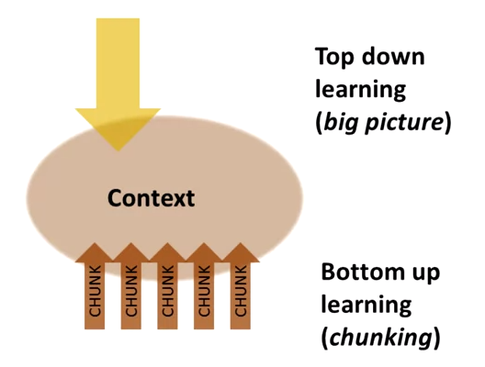 Top down
learning
(big picture)
Context
CHUNK
CHUNK
CHUNK
CHUNK
CHUNK
Bottom up
learning
(chunking)